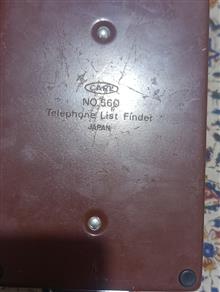 CARL
NO.560
Telephone List Finder
JAPAN